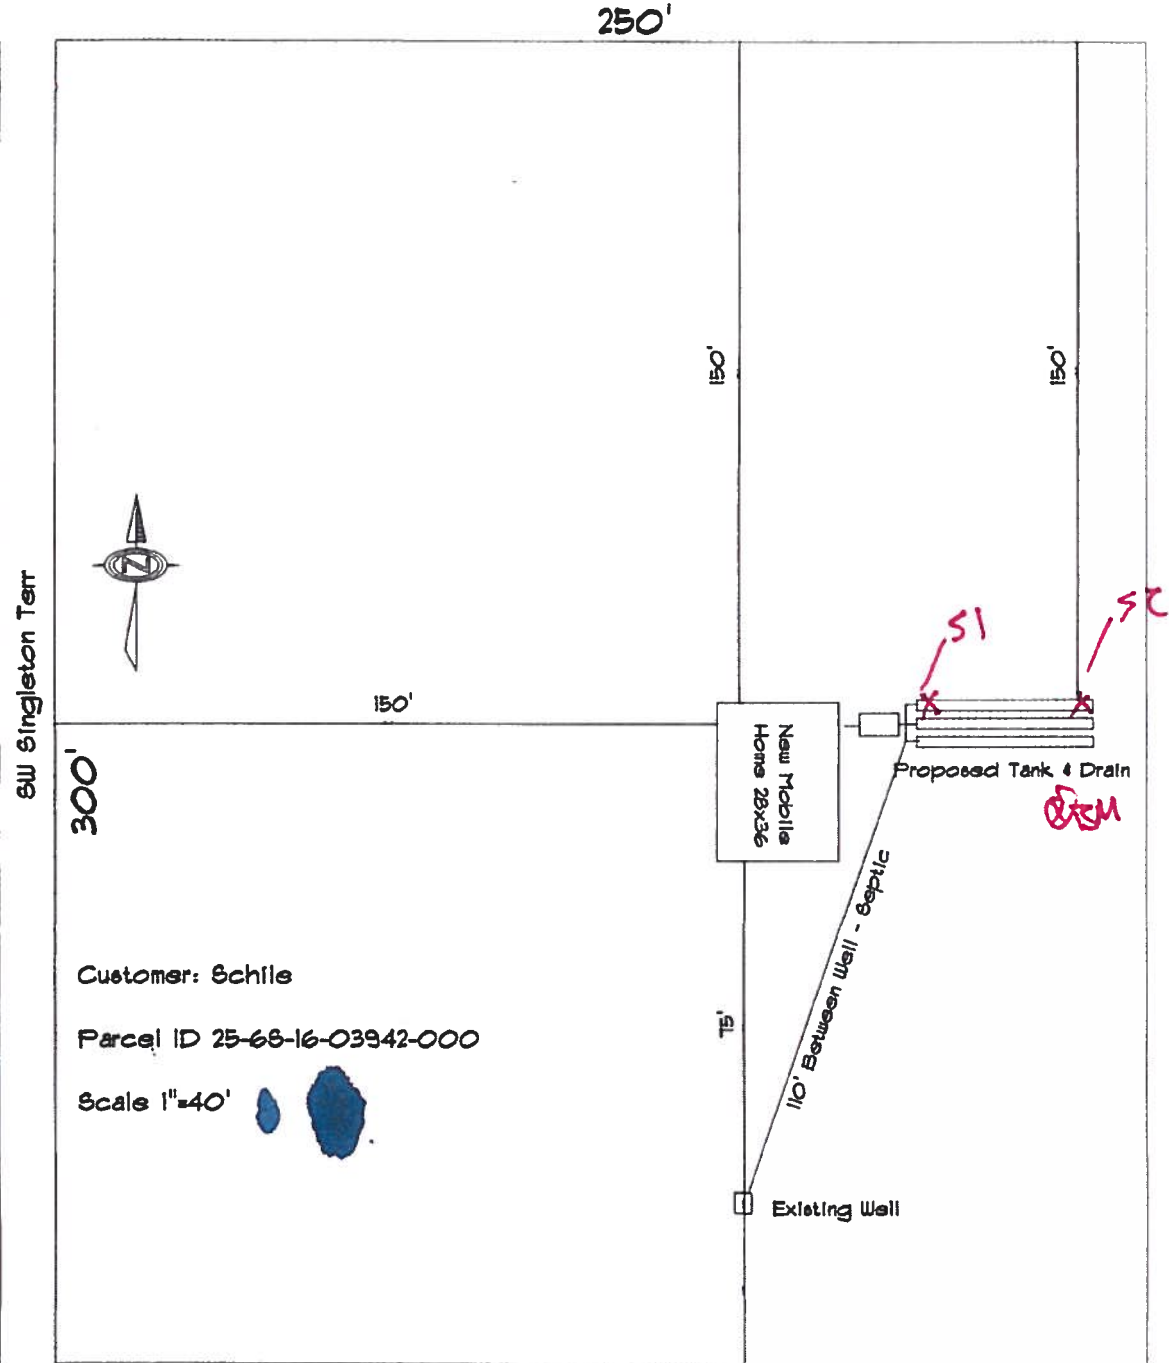 250'
150'
150'
N
SW Singleton Terr
S1
150'
300'
New Mobile
Home 28x36
Proposed Tank & Drain
110' Between Well - Septic
75'
Customer: Schile
Parcel ID 25-6S-16-03942-000
Scale 1"=40'
Existing Well